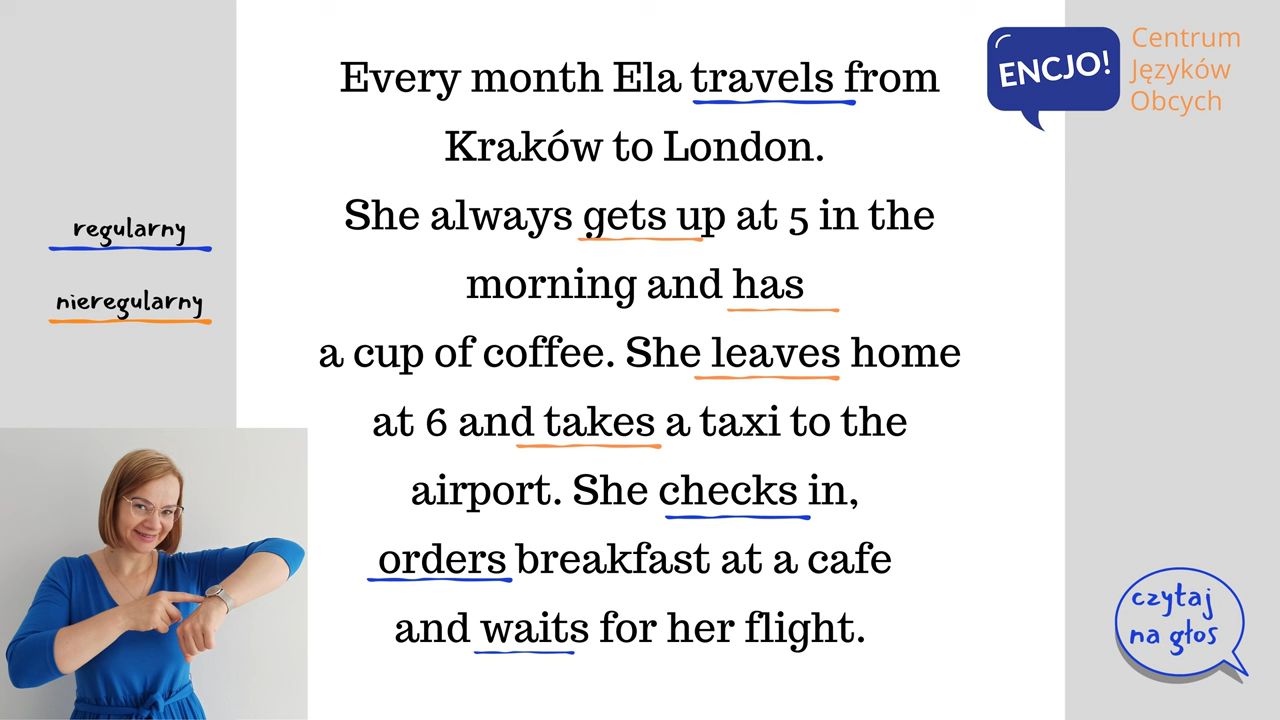 Every month Ela travels from
Kraków to London.
She always gets up at 5 in the
morning and has
a cup of coffee. She leaves home
at 6 and takes a taxi to the
airport. She checks in,
orders breakfast at a cafe
and waits for her flight.
regularny
nieregularny
ENCJO!
Centrum
Języków
Obcych
czytaj
na głos